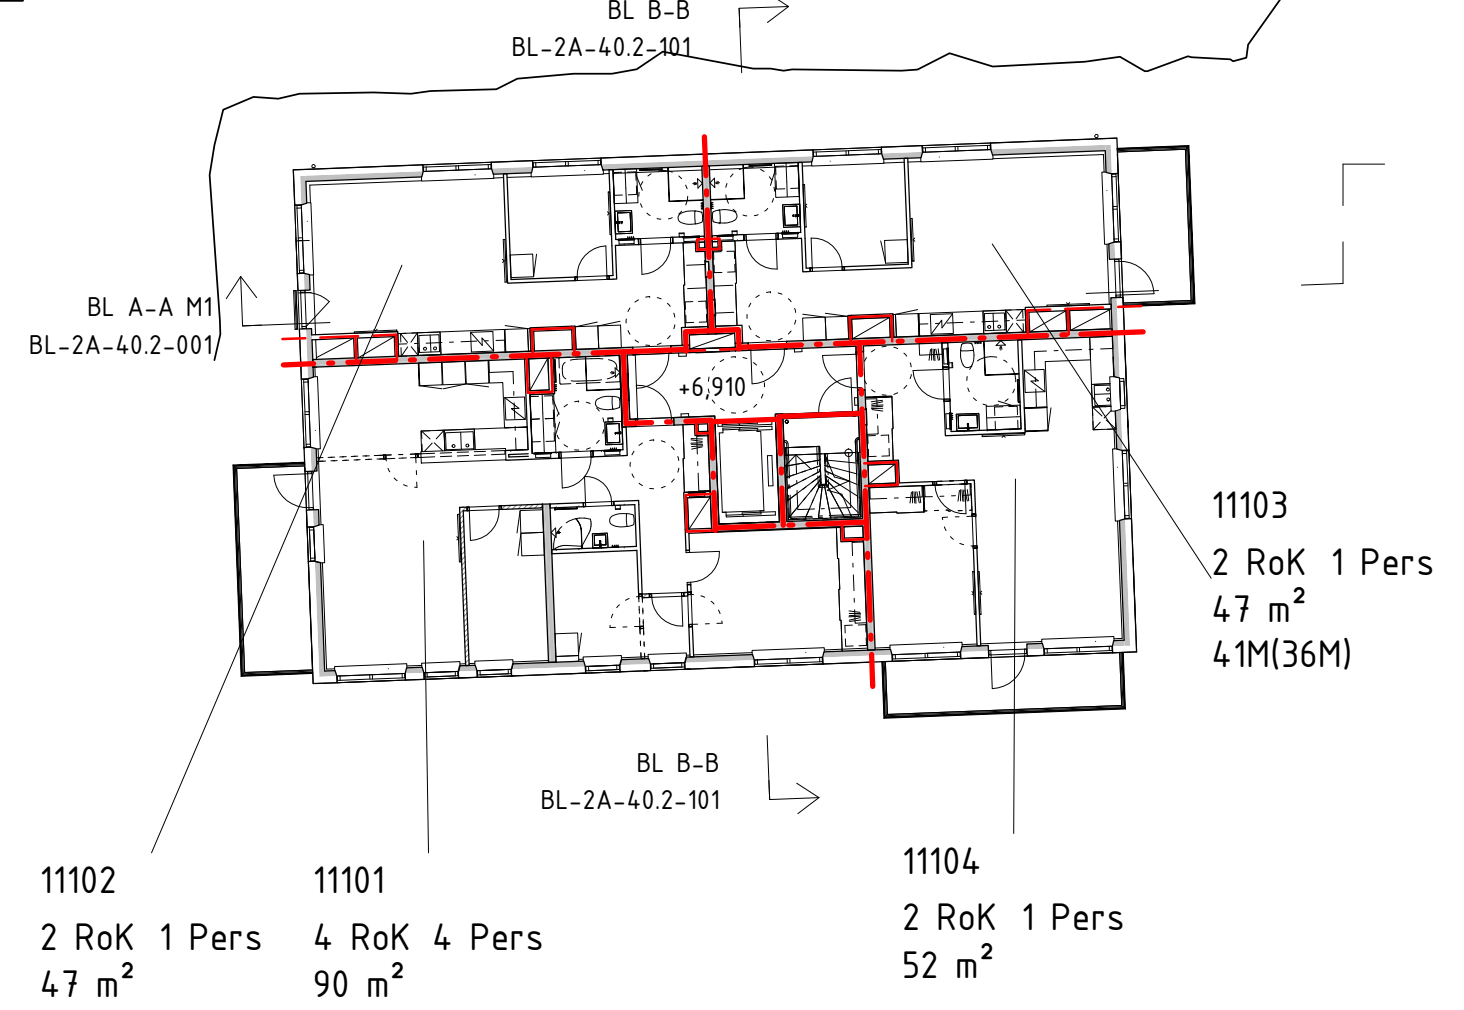 BL B-B
BL-2A-40.2-101
BL A-A M1
BL-2A-40.2-001
+6,910
11103
2 RoK 1 Pers
47 m²
41M(36M)
BL B-B
BL-2A-40.2-101
11102
2 RoK 1 Pers
47 m²
11101
4 RoK 4 Pers
90 m²
11104
2 RoK 1 Pers
52 m²